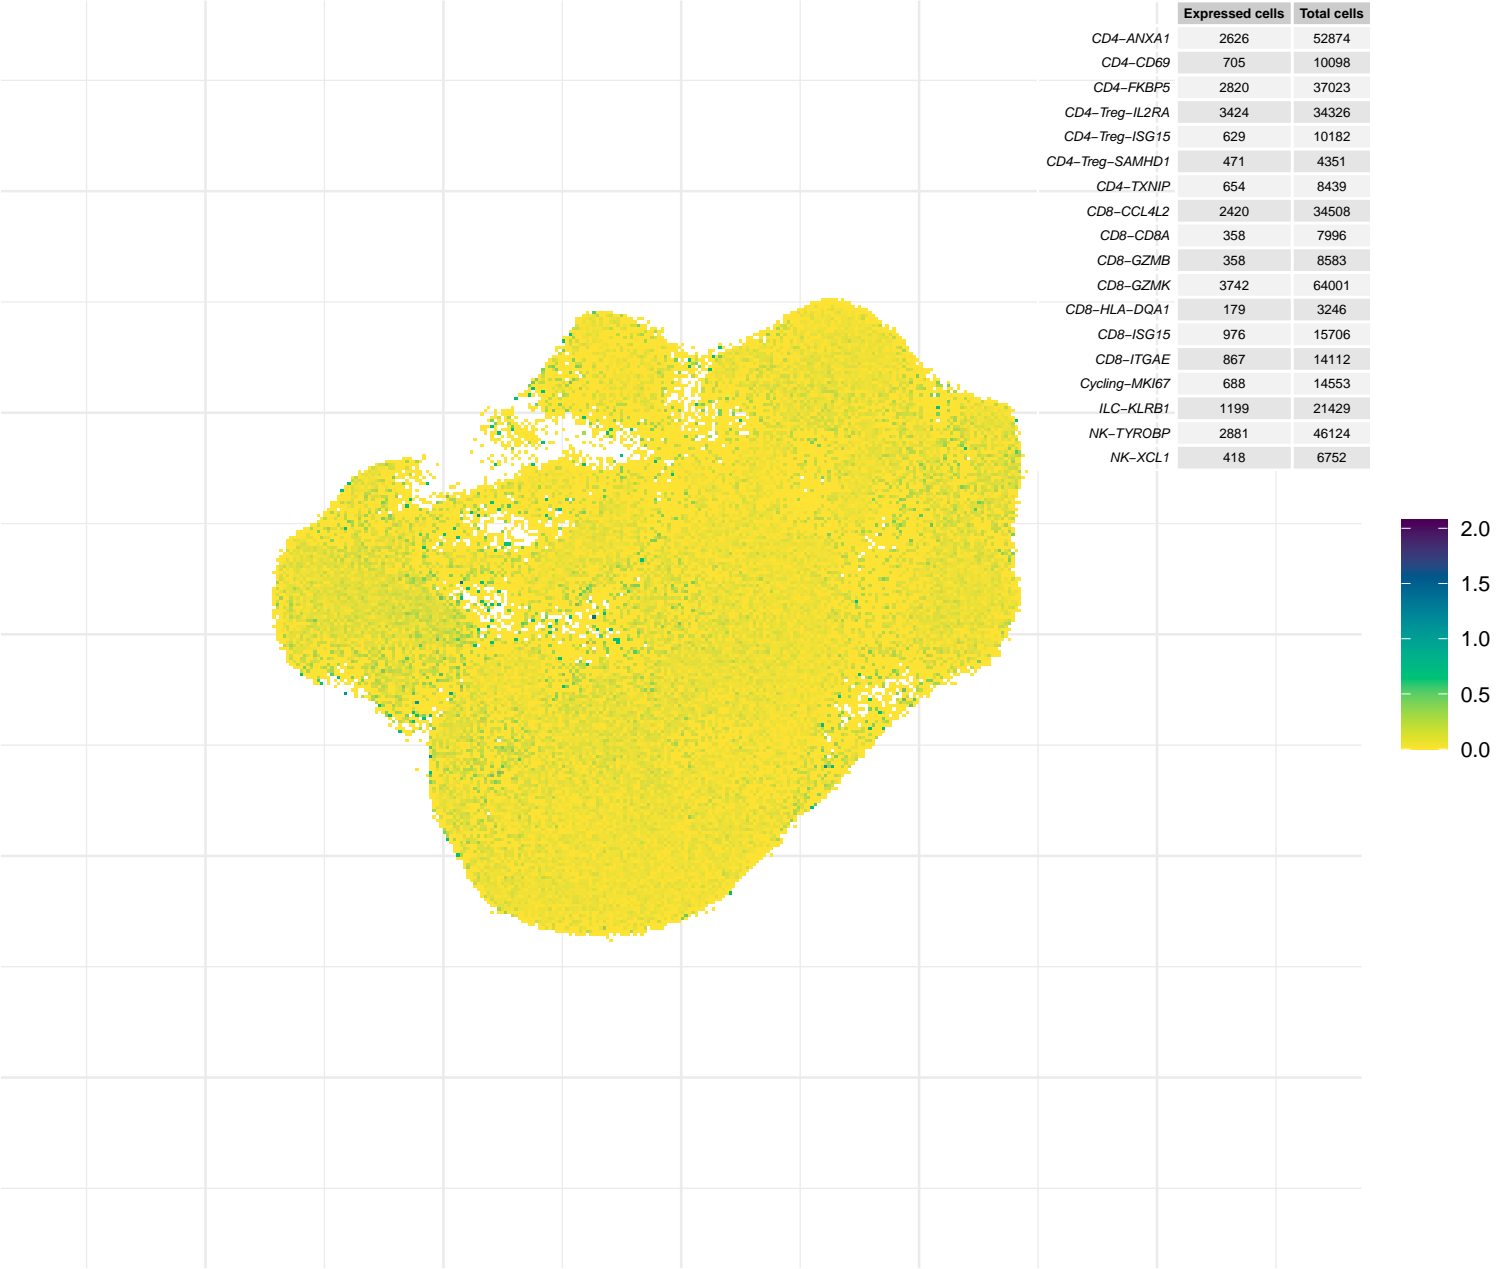 Expressed cells Total cells
CD4−ANXA1 2626 52874
CD4−CD69 705 10098
CD4−FKBP5 2820 37023
CD4−Treg−IL2RA 3424 34326
CD4−Treg−ISG15 629 10182
CD4−Treg−SAMHD1 471 4351
CD4−TXNIP 654 8439
CD8−CCL4L2 2420 34508
CD8−CD8A 358 7996
CD8−GZMB 358 8583
CD8−GZMK 3742 64001
CD8−HLA−DQA1 179 3246
CD8−ISG15 976 15706
CD8−ITGAE 867 14112
Cycling−MKI67 688 14553
ILC−KLRB1 1199 21429
NK−TYROBP 2881 46124
NK−XCL1 418 6752
2.0
1.5
1.0
0.5
0.0